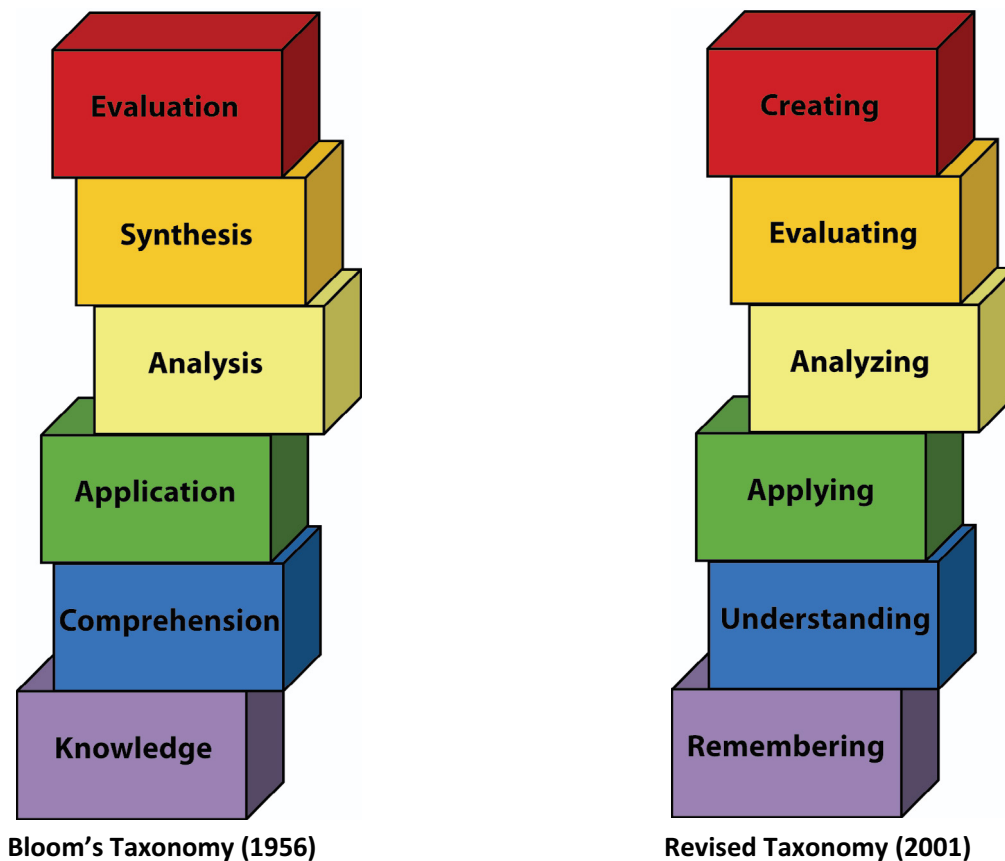 Evaluation
Synthesis
Analysis
Application
Comprehension
Knowledge
Bloom’s Taxonomy (1956)
Creating
Evaluating
Analyzing
Applying
Understanding
Remembering
Revised Taxonomy (2001)